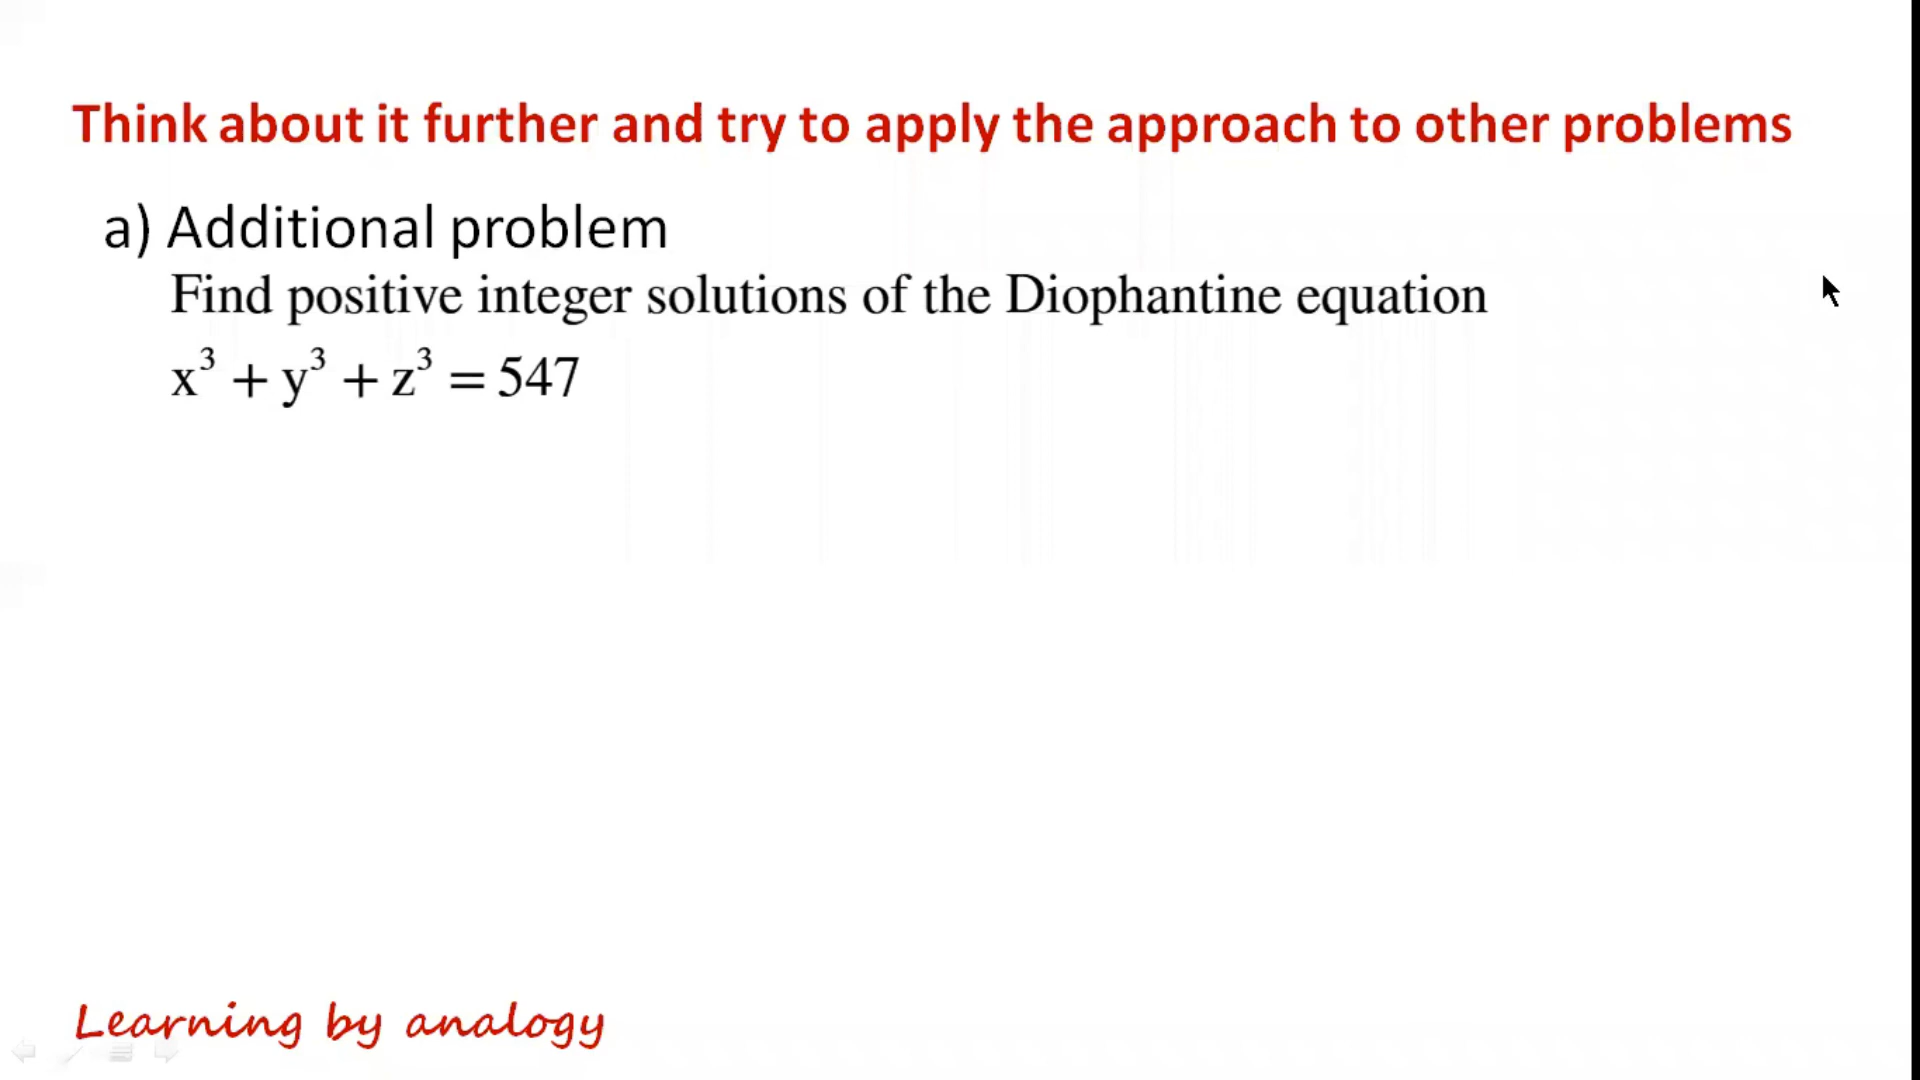 Think about it further and try to apply the approach to other problems
a) Additional problem
Find positive integer solutions of the Diophantine equation
x³ + y³ + z³ = 547
Learning by analogy